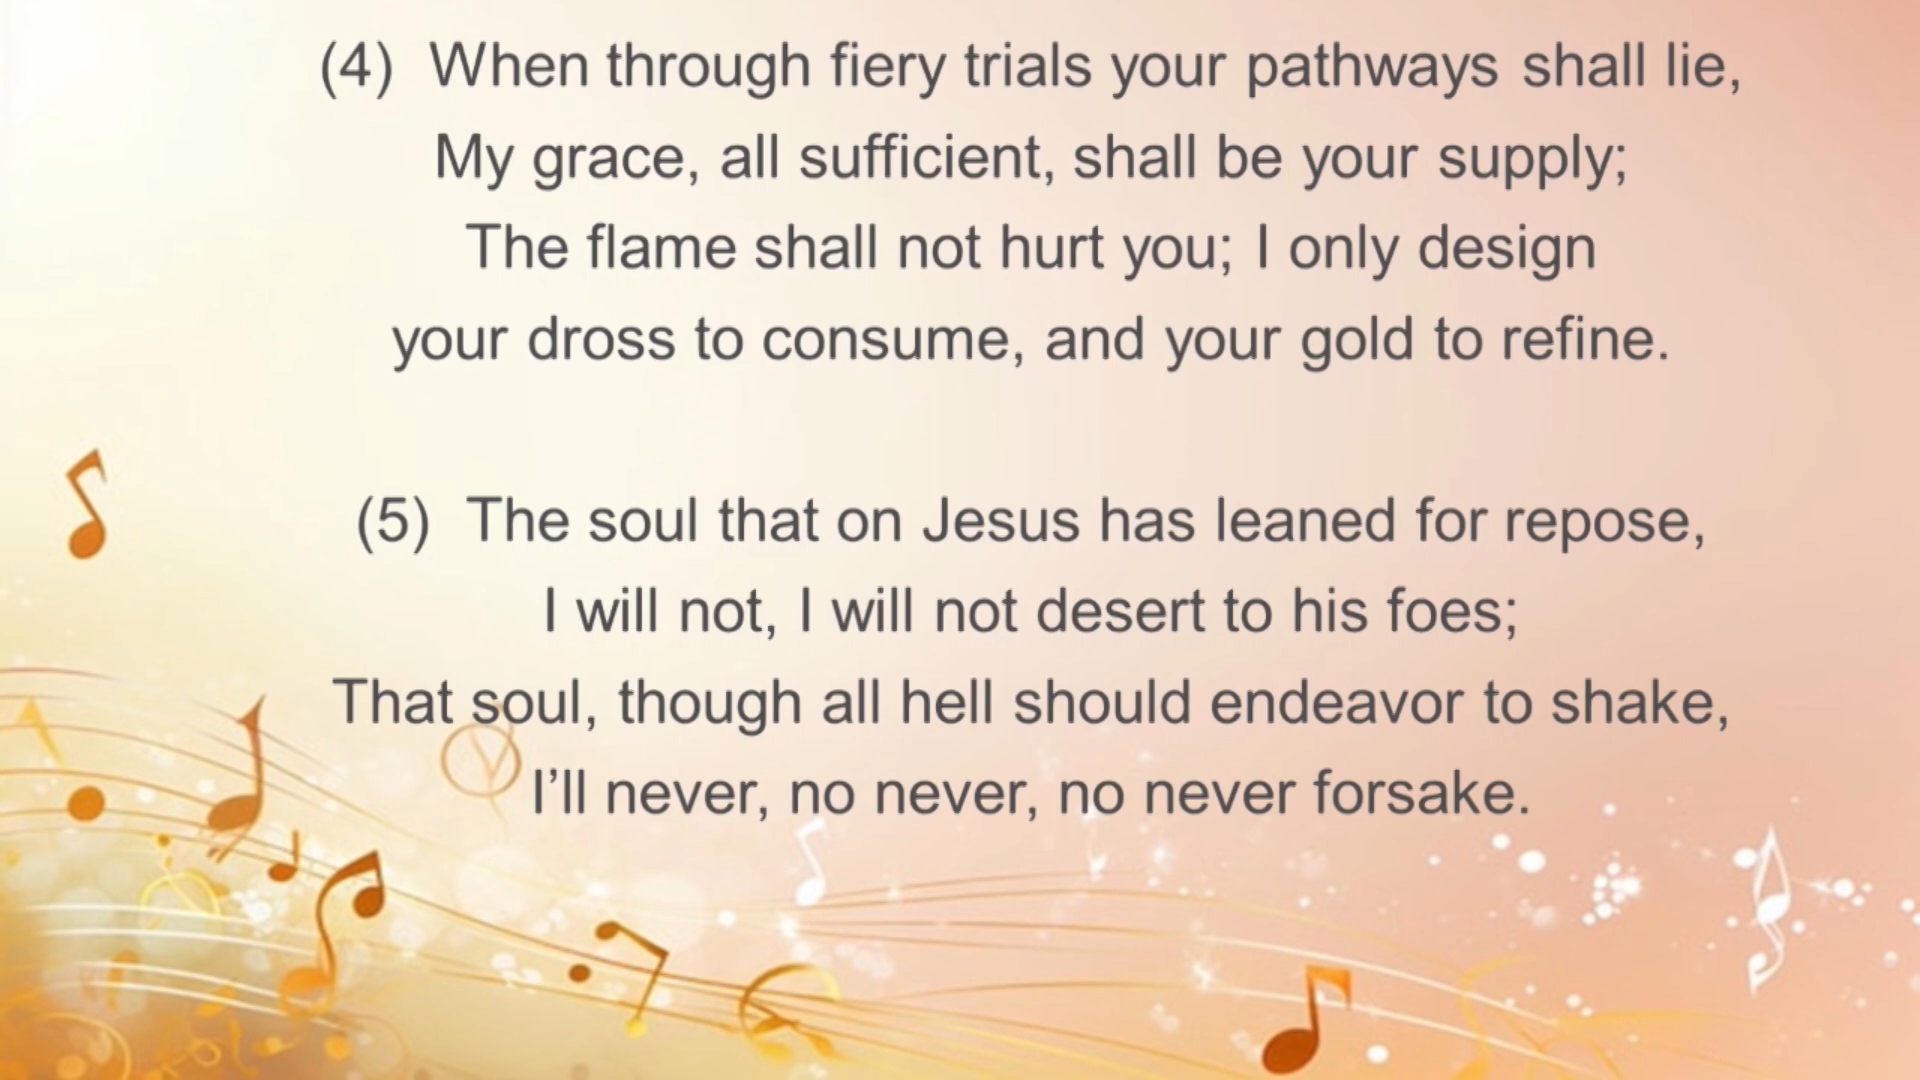 (4) When through fiery trials your pathways shall lie,
My grace, all sufficient, shall be your supply;
The flame shall not hurt you; I only design
your dross to consume, and your gold to refine.
(5) The soul that on Jesus has leaned for repose,
I will not, I will not desert to his foes;
That soul, though all hell should endeavor to shake,
I’ll never, no never, no never forsake.